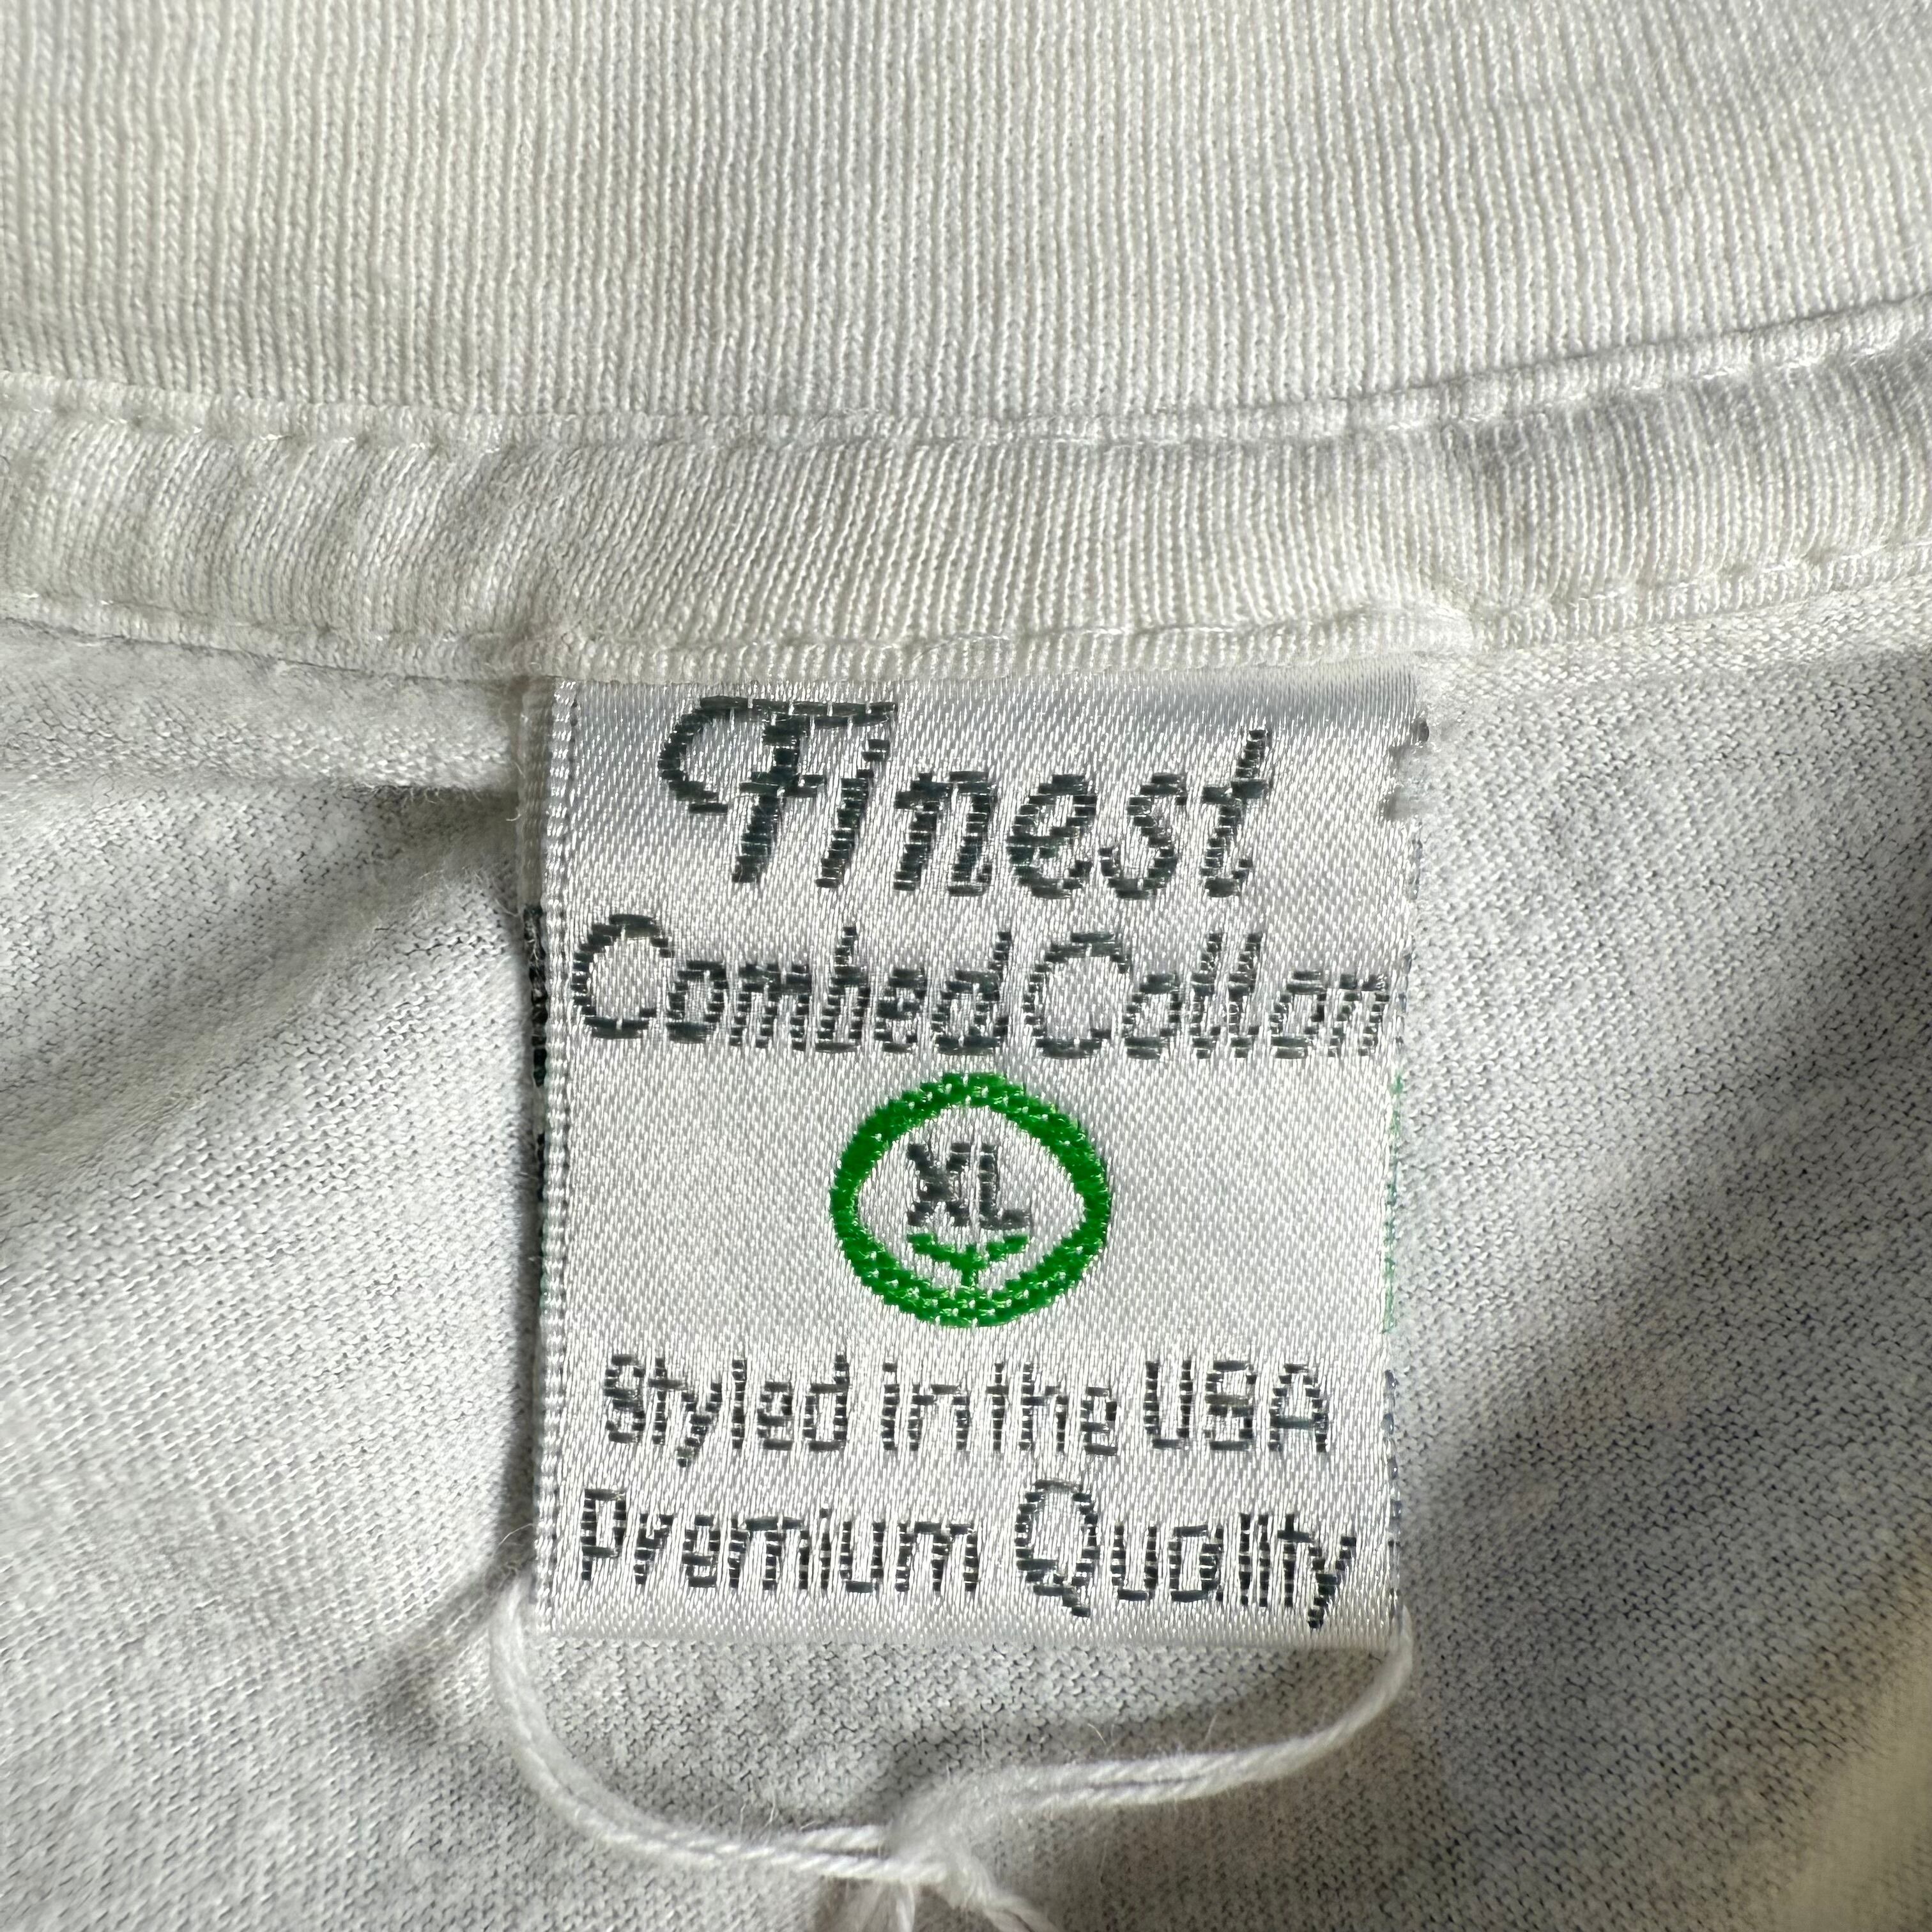 Finest
Combed Cotton
XL
Styled in the USA
Premium Quality